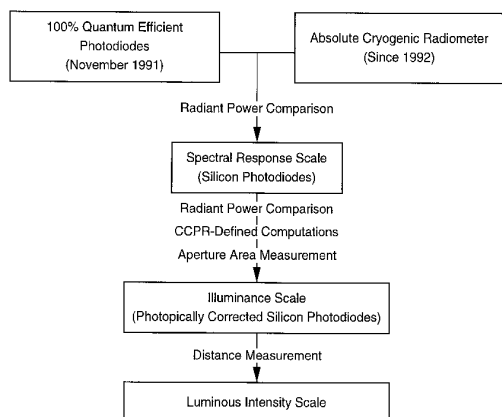 100% Quantum Efficient
Photodiodes
(November 1991)
Absolute Cryogenic Radiometer
(Since 1992)
Radiant Power Comparison
Spectral Response Scale
(Silicon Photodiodes)
Radiant Power Comparison
CCPR-Defined Computations
Aperture Area Measurement
Illuminance Scale
(Photopically Corrected Silicon Photodiodes)
Distance Measurement
Luminous Intensity Scale